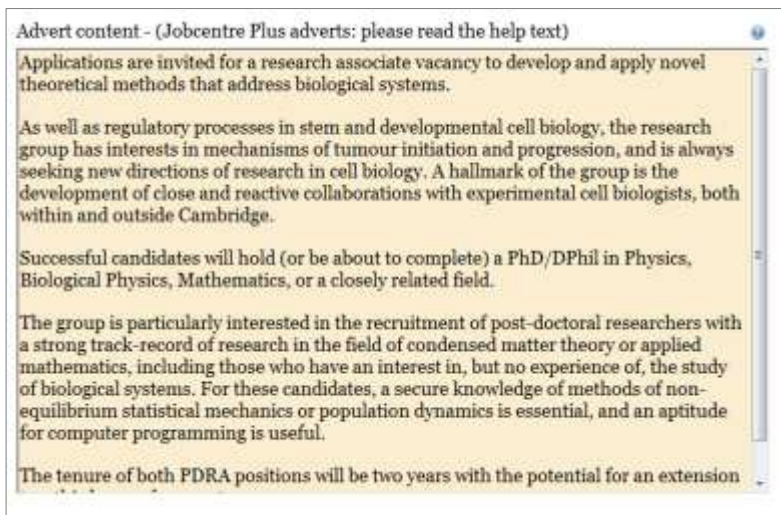 Advert content - (Jobcentre Plus adverts: please read the help text)
Applications are invited for a research associate vacancy to develop and apply novel
theoretical methods that address biological systems.
As well as regulatory processes in stem and developmental cell biology, the research
group has interests in mechanisms of tumour initiation and progression, and is always
seeking new directions of research in cell biology. A hallmark of the group is the
development of close and reactive collaborations with experimental cell biologists, both
within and outside Cambridge.
Successful candidates will hold (or be about to complete) a PhD/DPhil in Physics,
Biological Physics, Mathematics, or a closely related field.
The group is particularly interested in the recruitment of post-doctoral researchers with
a strong track-record of research in the field of condensed matter theory or applied
mathematics, including those who have an interest in, but no experience of, the study
of biological systems. For these candidates, a secure knowledge of methods of non-
equilibrium statistical mechanics or population dynamics is essential, and an aptitude
for computer programming is useful.
The tenure of both PDRA positions will be two years with the potential for an extension